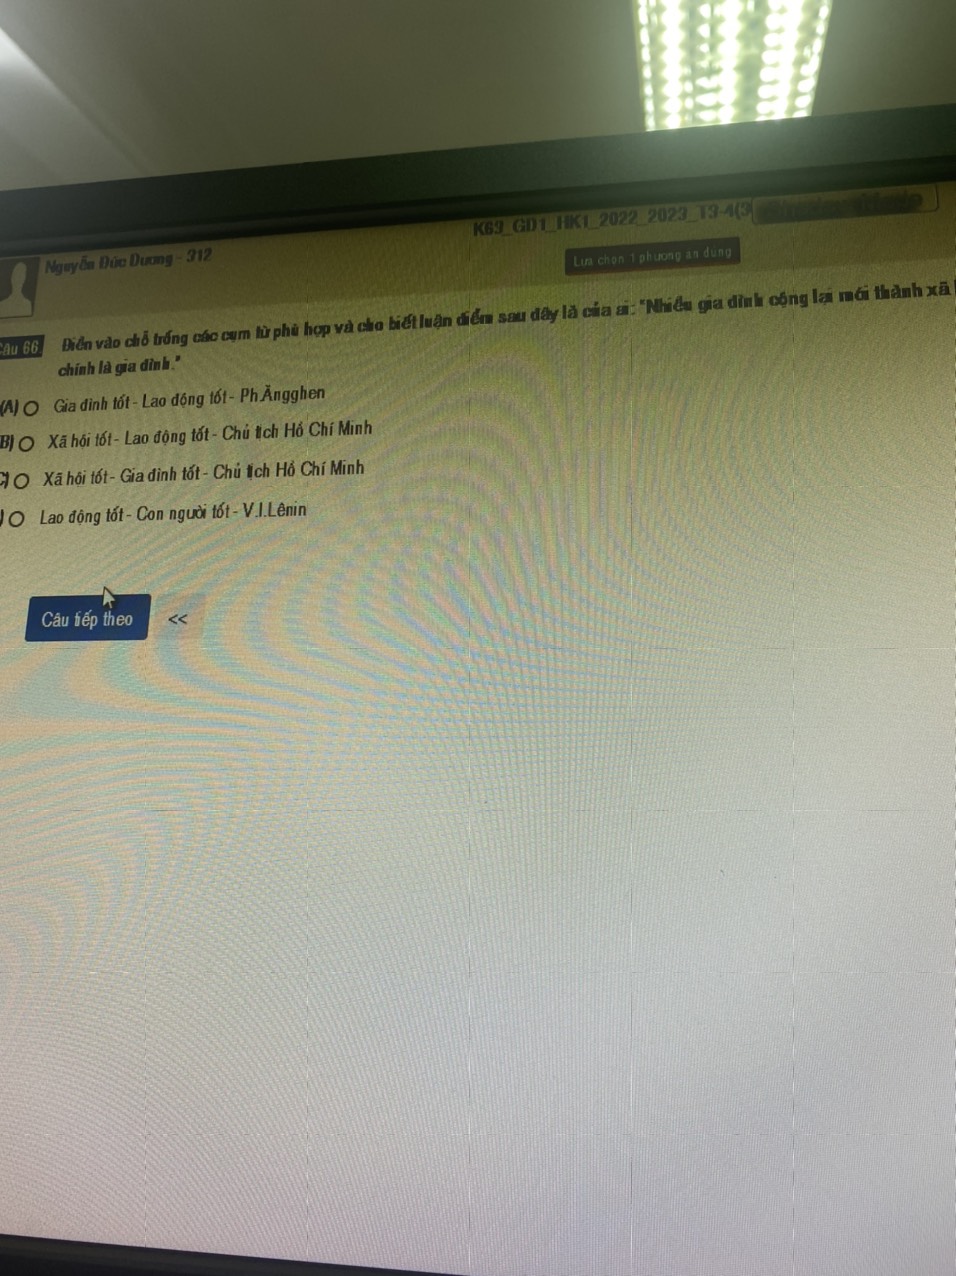 K63_GD1_HK1_2022_2023_T3-4(3
Nguyễn Đức Dương - 312
Lựa chọn 1 phương án đúng
Câu 66
Điền vào chỗ trống các cụm từ phù hợp và cho biết luận điểm sau đây là của ai: "Nhiều gia đình cộng lại mới thành xã
chính là gia đình."
(A) Gia đình tốt - Lao động tốt - Ph.Ăngghen
B) Xã hội tốt - Lao động tốt - Chủ tịch Hồ Chí Minh
C) Xã hội tốt - Gia đình tốt - Chủ tịch Hồ Chí Minh
) Lao động tốt - Con người tốt - V.I.Lênin
Câu tiếp theo <<